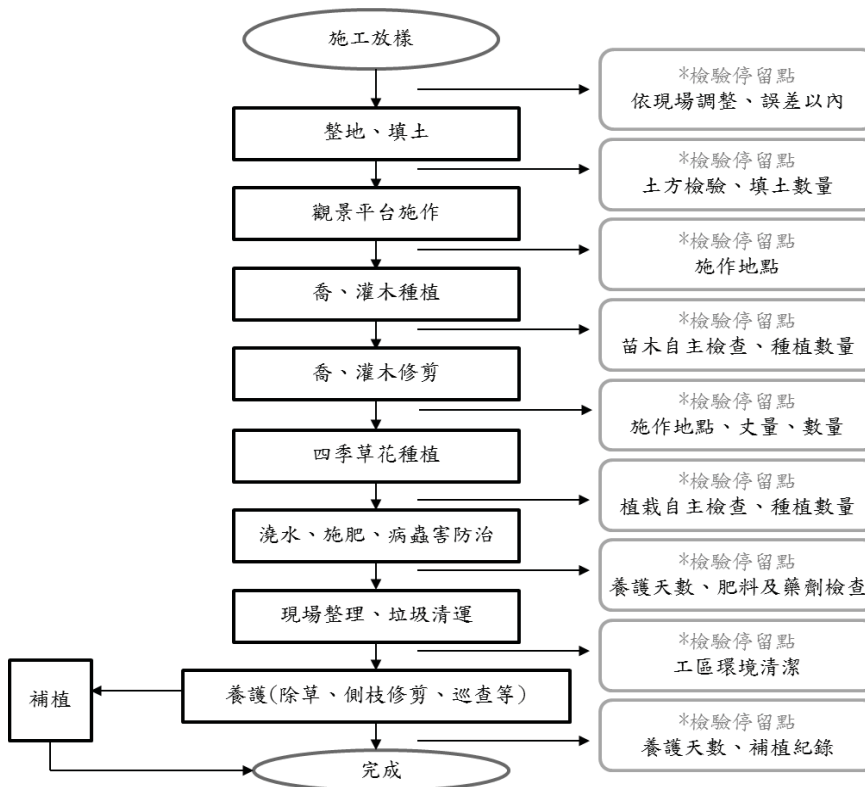 施工放樣
*檢驗停留點
依現場調整、誤差以內
整地、填土
*檢驗停留點
土方檢驗、填土數量
觀景平台施作
*檢驗停留點
施作地點
喬、灌木種植
*檢驗停留點
苗木自主檢查、種植數量
喬、灌木修剪
*檢驗停留點
施作地點、丈量、數量
四季草花種植
*檢驗停留點
植栽自主檢查、種植數量
澆水、施肥、病蟲害防治
*檢驗停留點
養護天數、肥料及藥劑檢查
現場整理、垃圾清運
*檢驗停留點
工區環境清潔
補植
養護(除草、側枝修剪、巡查等)
*檢驗停留點
養護天數、補植紀錄
完成